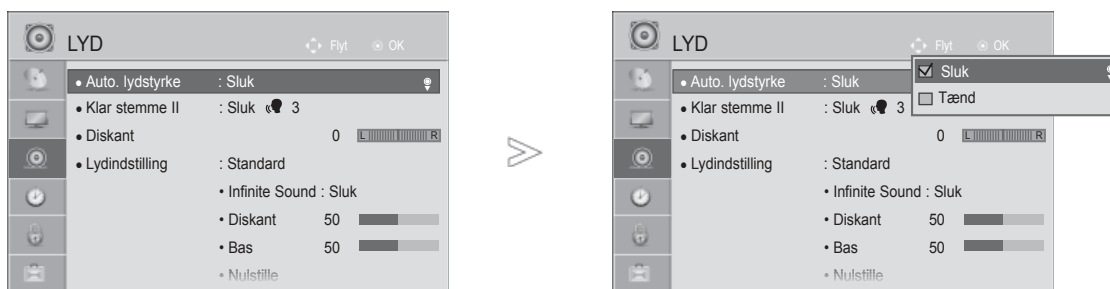 LYD
Flyt OK
• Auto. lydstyrke : Sluk
• Klar stemme II : Sluk 3
• Diskant 0 L R
• Lydindstilling : Standard
• Infinite Sound : Sluk
• Diskant 50
• Bas 50
• Nulstille
LYD
Flyt OK
• Auto. lydstyrke : Sluk
Sluk
Tænd
• Klar stemme II : Sluk 3
• Diskant 0 L R
• Lydindstilling : Standard
• Infinite Sound : Sluk
• Diskant 50
• Bas 50
• Nulstille